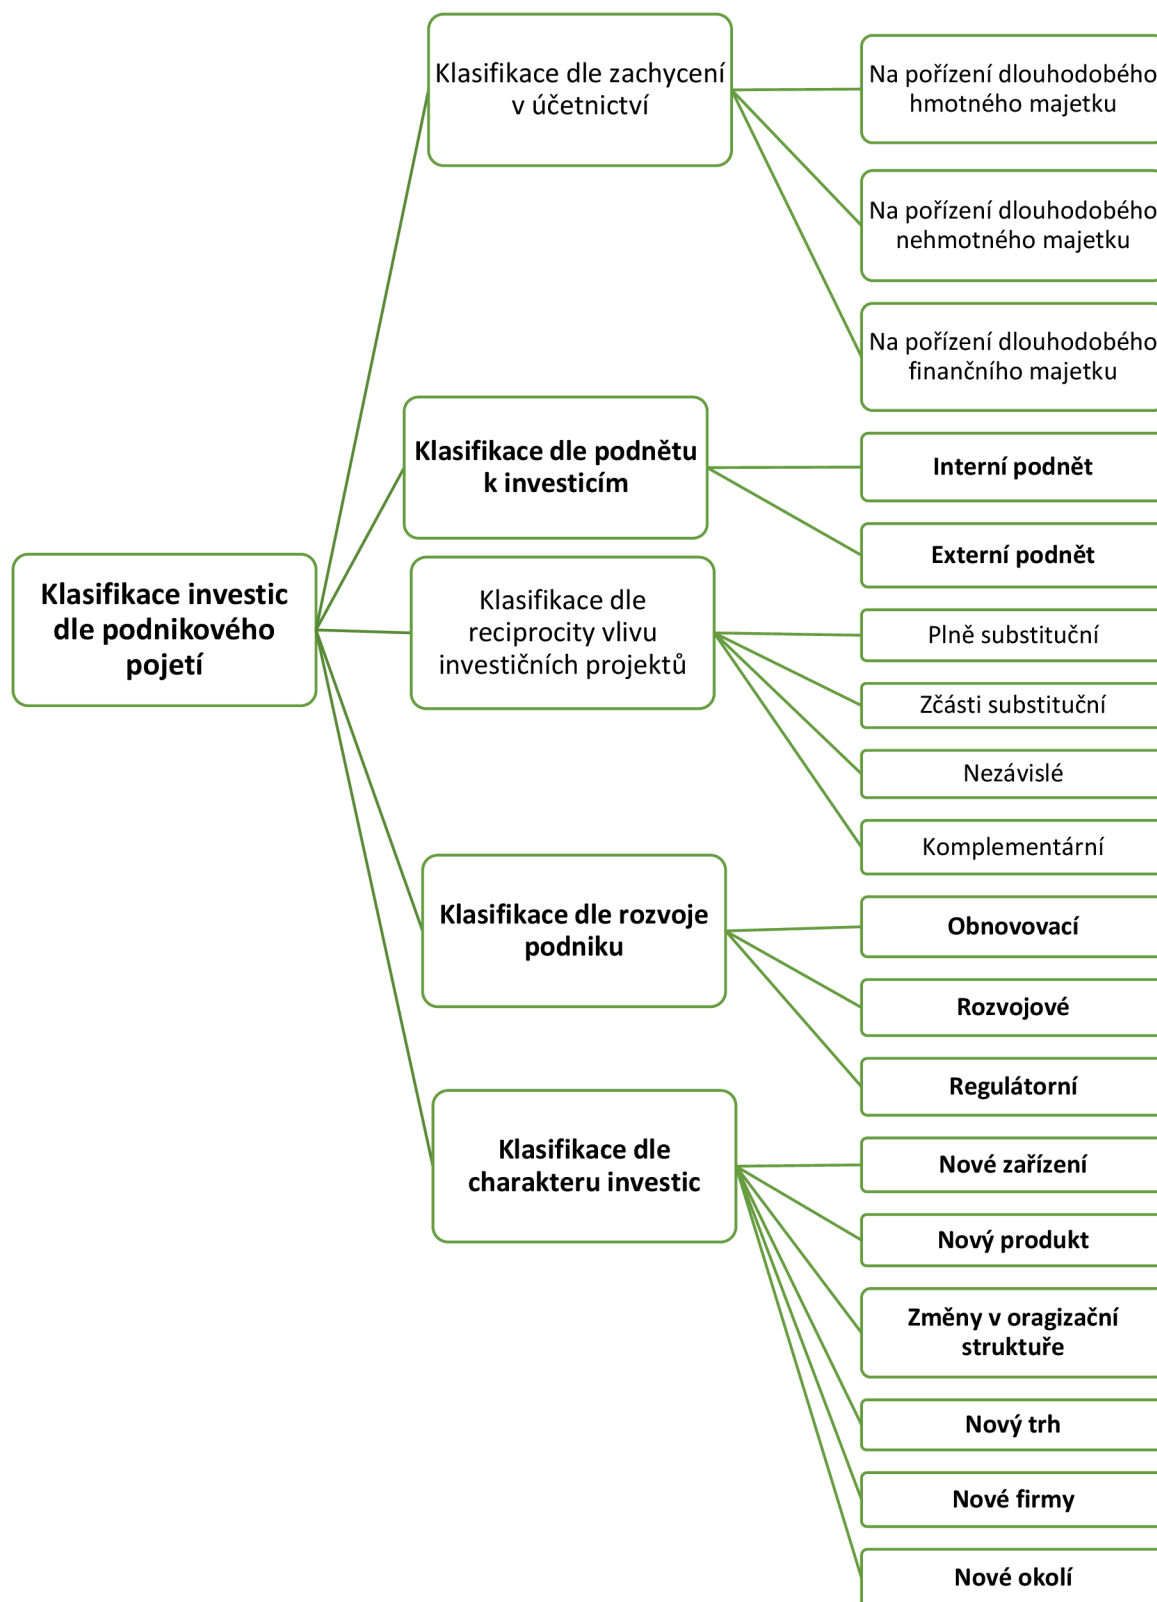 Klasifikace investic
dle podnikového
pojetí
Klasifikace dle zachycení
v účetnictví
Na pořízení dlouhodobého
hmotného majetku
Na pořízení dlouhodobého
nehmotného majetku
Na pořízení dlouhodobého
finančního majetku
Klasifikace dle podnětu
k investicím
Interní podnět
Externí podnět
Klasifikace dle
reciprocity vlivu
investičních projektů
Plně substituční
Zčásti substituční
Nezávislé
Komplementární
Klasifikace dle rozvoje
podniku
Obnovovací
Rozvojové
Regulátorní
Klasifikace dle
charakteru investic
Nové zařízení
Nový produkt
Změny v oragizační
struktuře
Nový trh
Nové firmy
Nové okolí